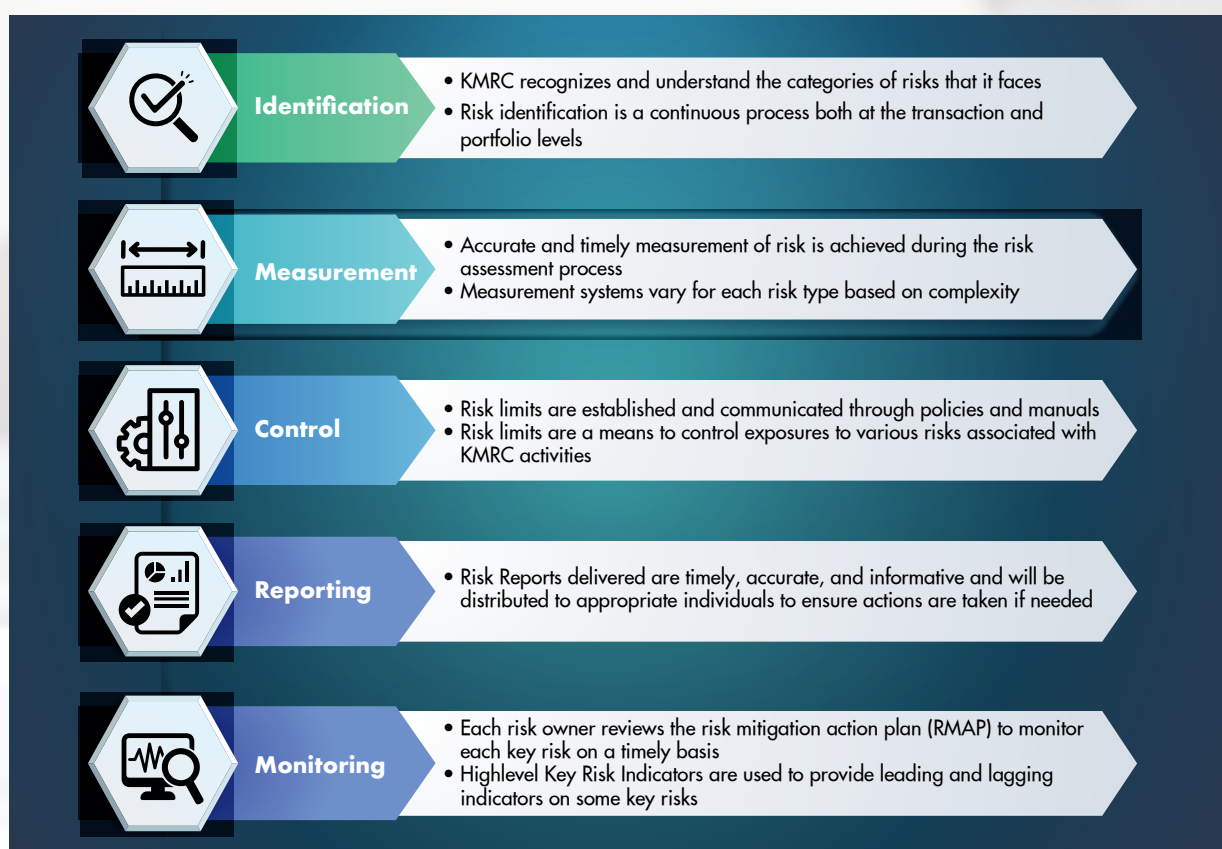 Identification
• KMRC recognizes and understand the categories of risks that it faces
• Risk identification is a continuous process both at the transaction and
portfolio levels
Measurement
• Accurate and timely measurement of risk is achieved during the risk
assessment process
• Measurement systems vary for each risk type based on complexity
Control
• Risk limits are established and communicated through policies and manuals
• Risk limits are a means to control exposures to various risks associated with
KMRC activities
Reporting
• Risk Reports delivered are timely, accurate, and informative and will be
distributed to appropriate individuals to ensure actions are taken if needed
Monitoring
• Each risk owner reviews the risk mitigation action plan (RMAP) to monitor
each key risk on a timely basis
• Highlevel Key Risk Indicators are used to provide leading and lagging
indicators on some key risks